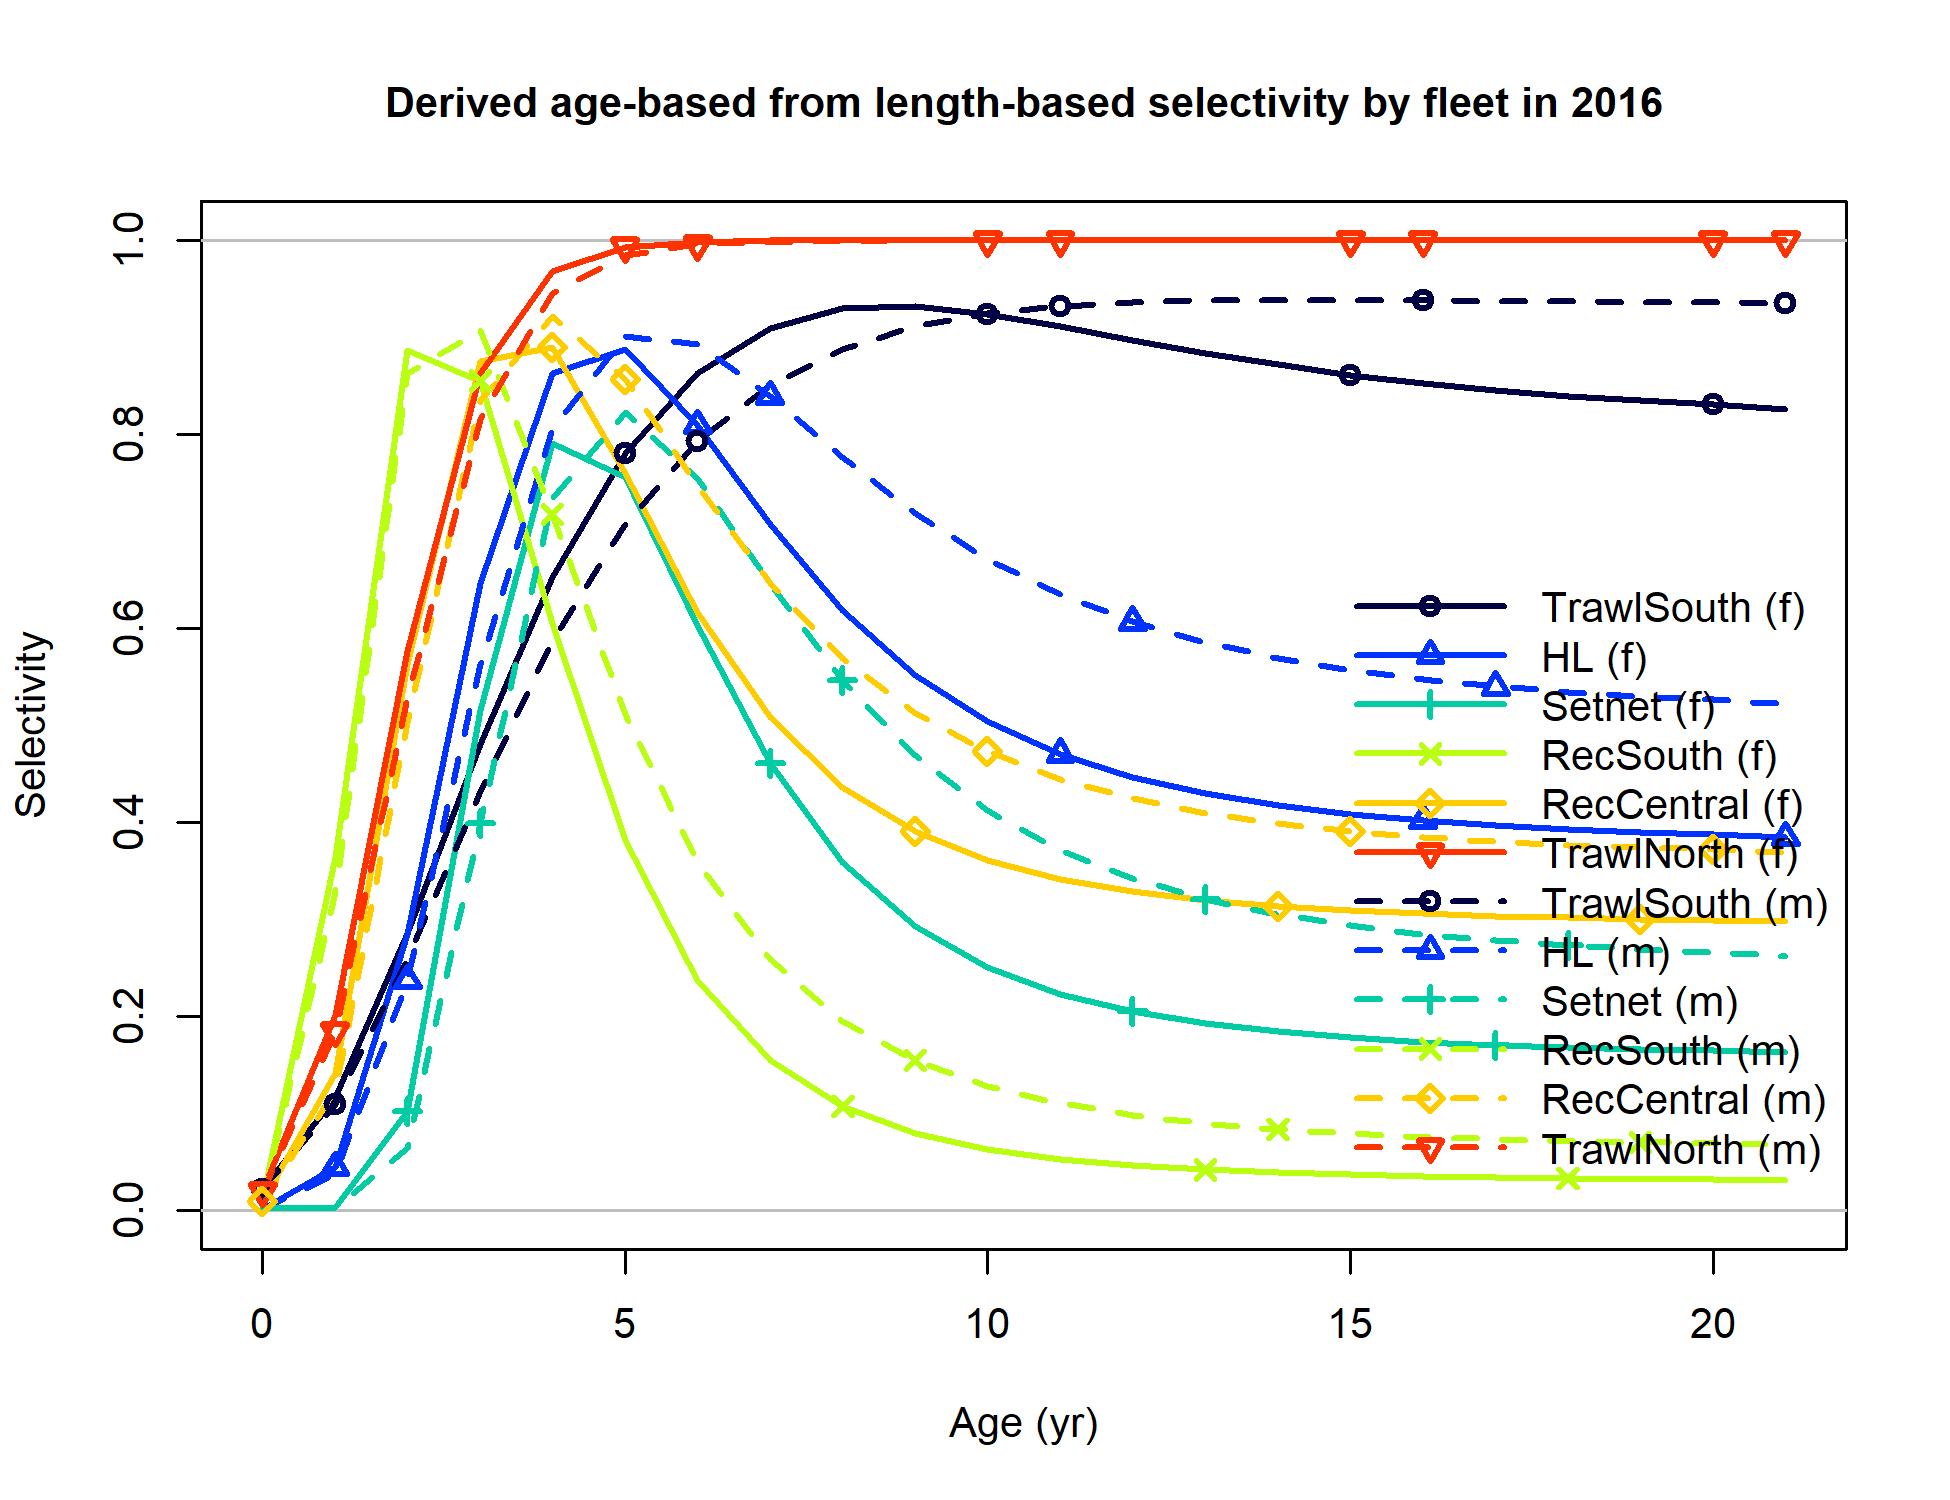 Derived age-based from length-based selectivity by fleet in 2016
1.0
0.8
0.6
0.4
0.2
0.0
Selectivity
TrawlSouth (f)
HL (f)
Setnet (f)
RecSouth (f)
RecCentral (f)
TrawlNorth (f)
TrawlSouth (m)
HL (m)
Setnet (m)
RecSouth (m)
RecCentral (m)
TrawlNorth (m)
0 5 10 15 20
Age (yr)